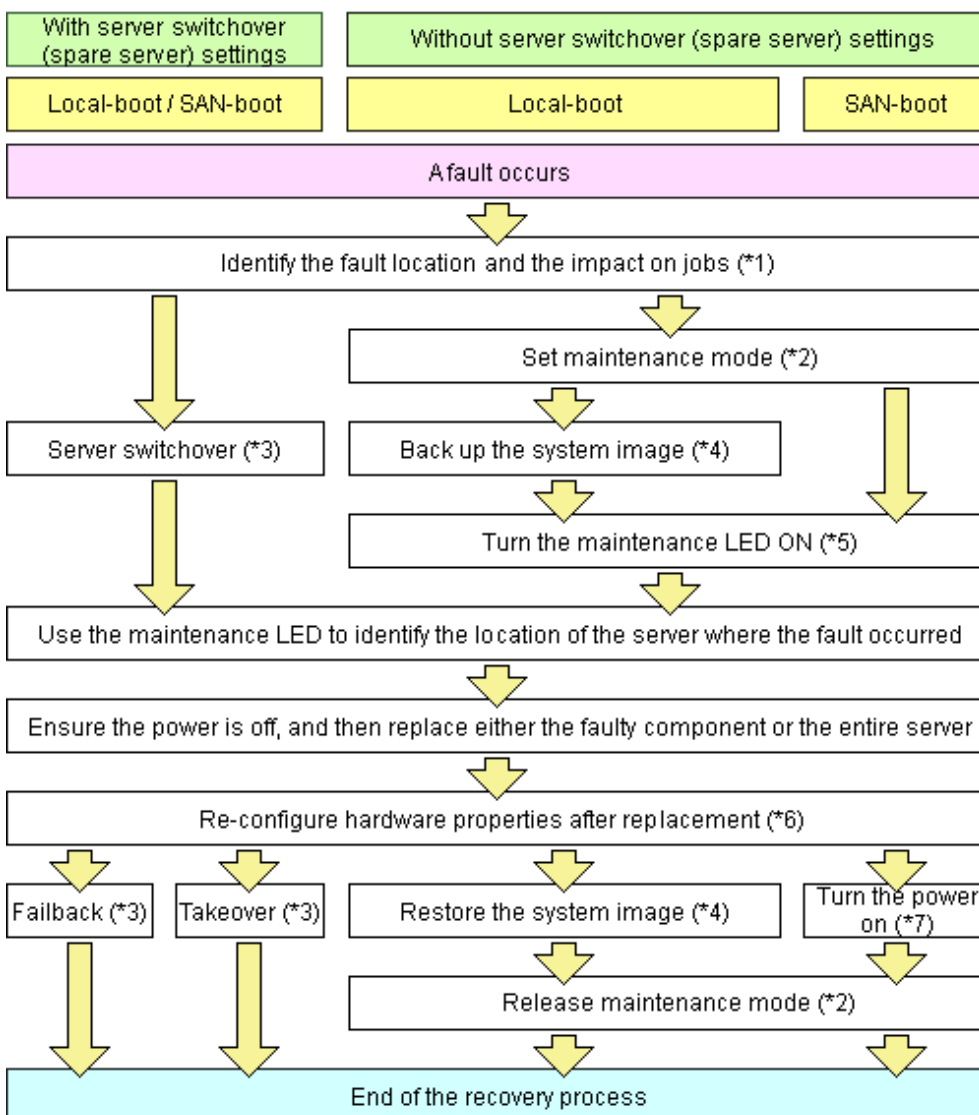 With server switchover
(spare server) settings
Without server switchover (spare server) settings
Local-boot / SAN-boot
Local-boot
SAN-boot
A fault occurs
Identify the fault location and the impact on jobs (*1)
Set maintenance mode (*2)
Server switchover (*3)
Back up the system image (*4)
Turn the maintenance LED ON (*5)
Use the maintenance LED to identify the location of the server where the fault occurred
Ensure the power is off, and then replace either the faulty component or the entire server
Re-configure hardware properties after replacement (*6)
Failback (*3)
Takeover (*3)
Restore the system image (*4)
Turn the power
on (*7)
Release maintenance mode (*2)
End of the recovery process